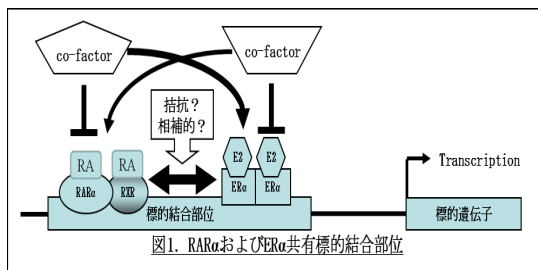 co-factor
co-factor
拮抗?
相補的?
RA
RA
RARα
RXR
E2
E2
ERα
ERα
Transcription
標的結合部位
標的遺伝子
図1. RARαおよびERα共有標的結合部位